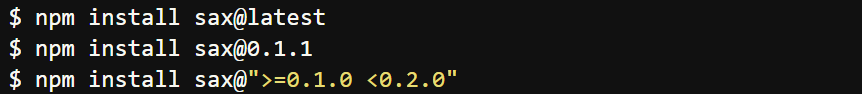 $ npm install sax@latest
$ npm install sax@0.1.1
$ npm install sax@">=0.1.0 <0.2.0"